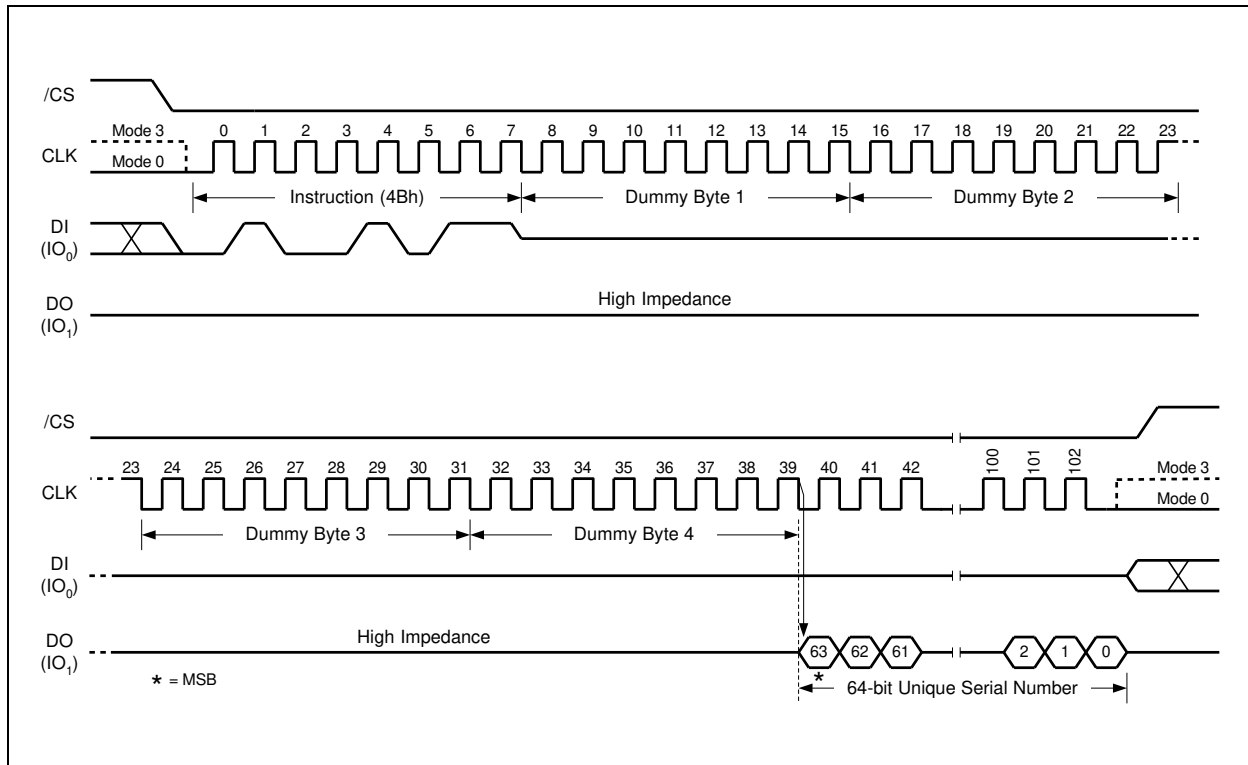 /CS
Mode 3
0 1 2 3 4 5 6 7 8 9 10 11 12 13 14 15 16 17 18 19 20 21 22 23
CLK
Mode 0
Instruction (4Bh) Dummy Byte 1 Dummy Byte 2
DI
(IO0)
High Impedance
DO
(IO1)
/CS
23 24 25 26 27 28 29 30 31 32 33 34 35 36 37 38 39 40 41 42 100 101 102
Mode 3
CLK
Mode 0
Dummy Byte 3 Dummy Byte 4
DI
(IO0)
High Impedance
DO
(IO1)
63 62 61 2 1 0
* = MSB
*
64-bit Unique Serial Number